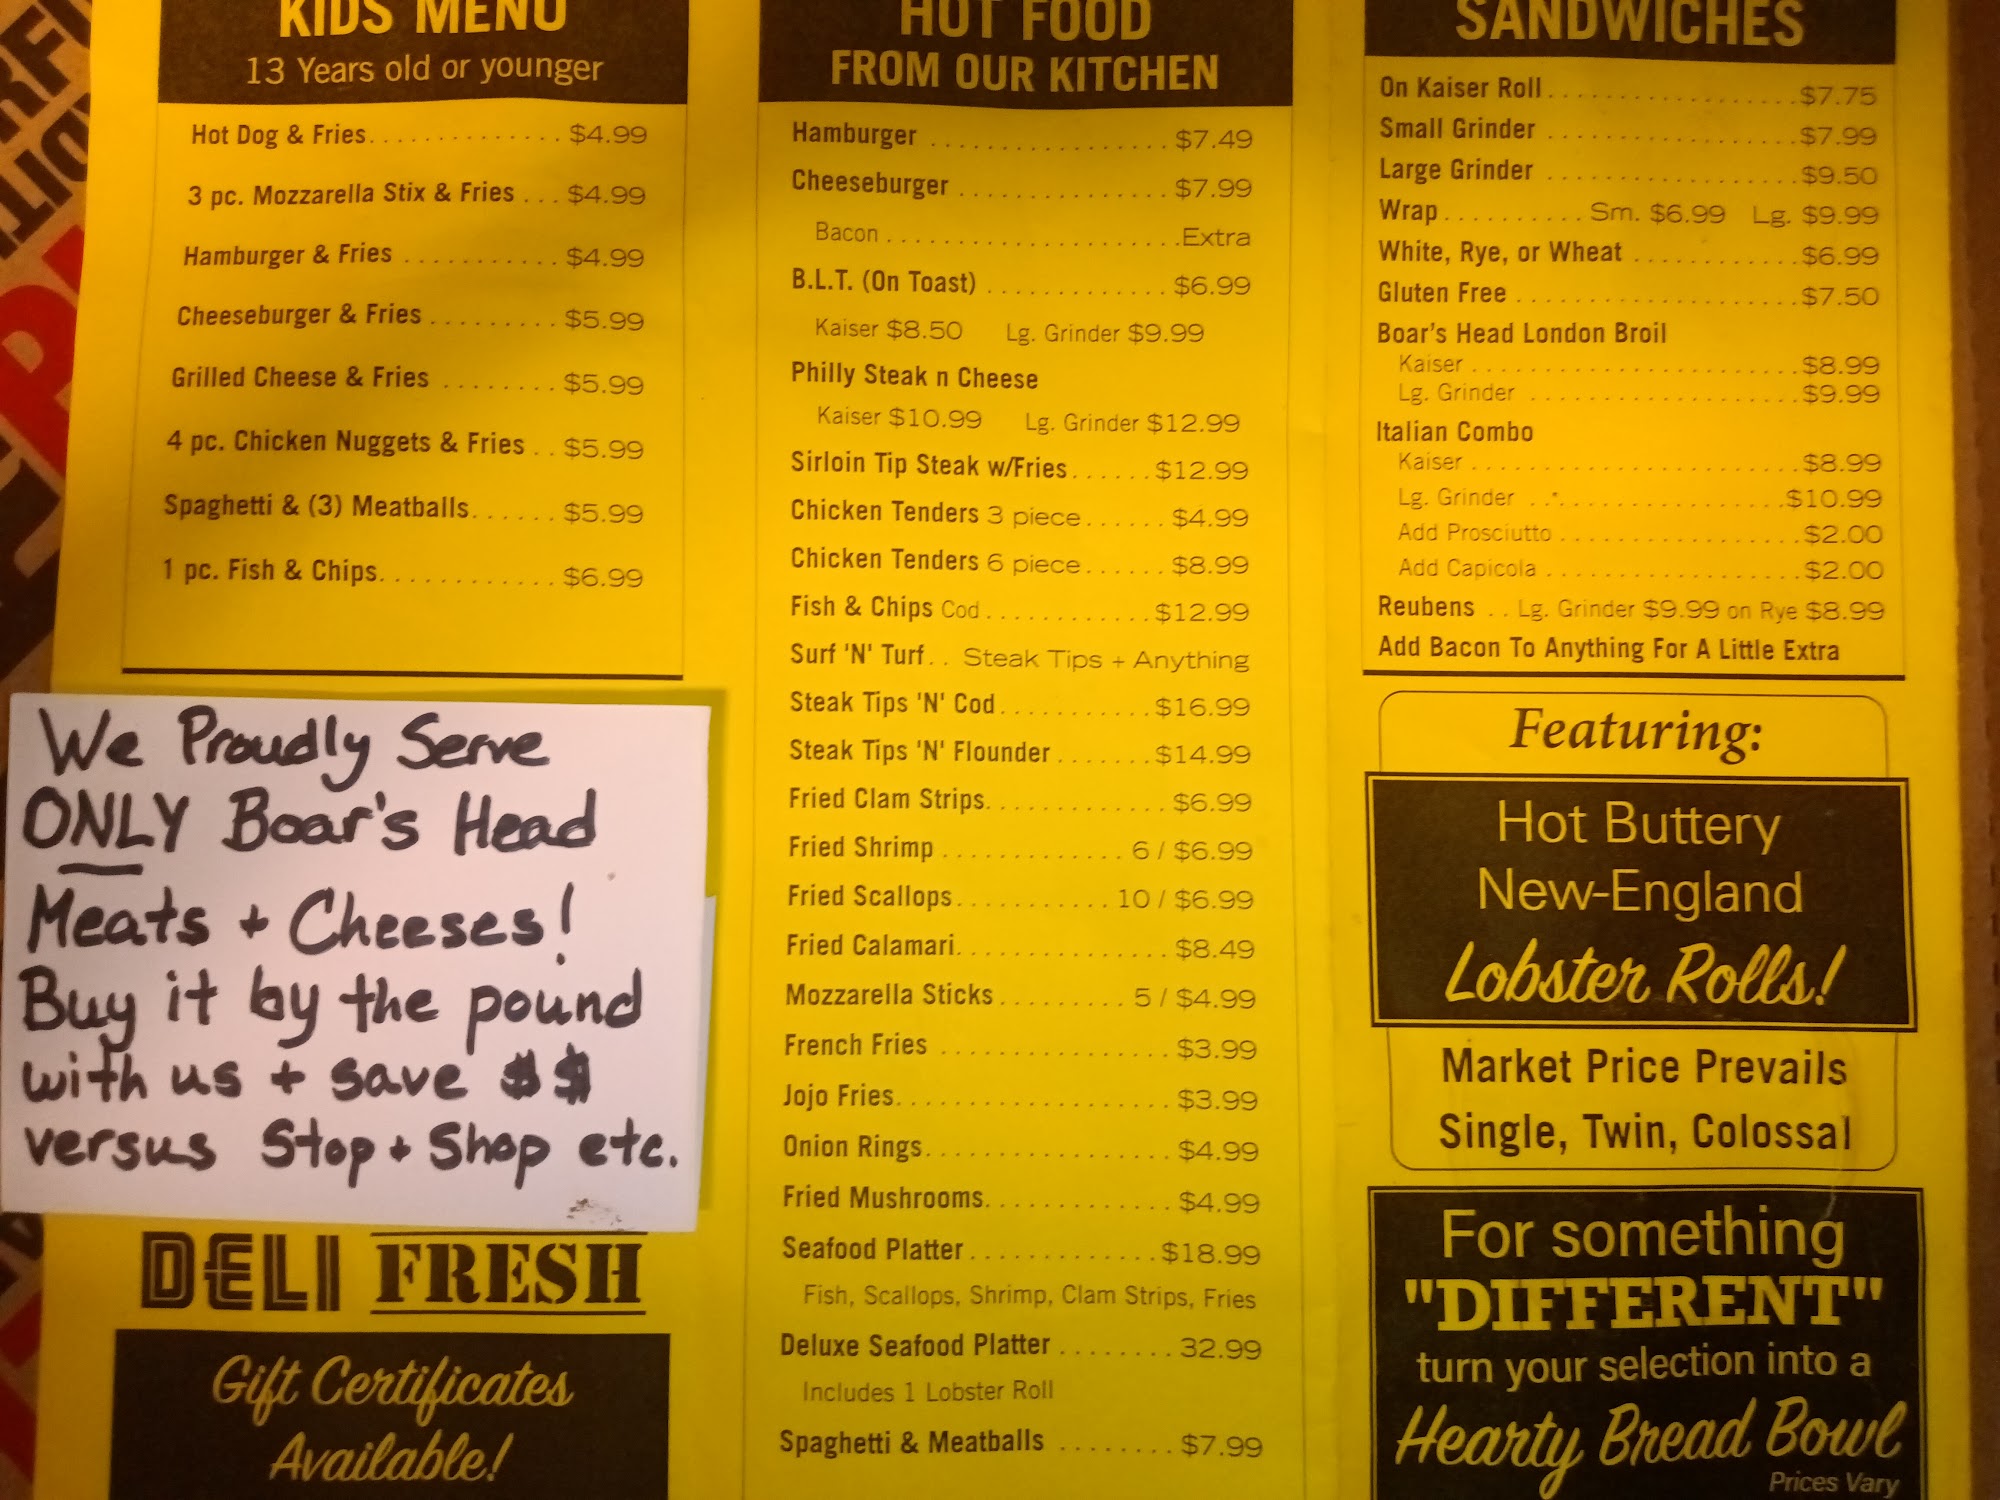 KIDS MENU
13 Years old or younger
Hot Dog & Fries. . . . . . . . . . . . . $4.99
3 pc. Mozzarella Stix & Fries . . . $4.99
Hamburger & Fries . . . . . . . . . . . $4.99
Cheeseburger & Fries . . . . . . . . . $5.99
Grilled Cheese & Fries . . . . . . . . $5.99
4 pc. Chicken Nuggets & Fries . . $5.99
Spaghetti & (3) Meatballs. . . . . . $5.99
1 pc. Fish & Chips. . . . . . . . . . . . $6.99
We Proudly Serve
ONLY Boar's Head
Meats + Cheeses!
Buy it by the pound
with us + save $$
versus Stop + Shop etc.
DELI FRESH
Gift Certificates
Available!
HOT FOOD
FROM OUR KITCHEN
Hamburger . . . . . . . . . . . . . . . . . $7.49
Cheeseburger . . . . . . . . . . . . . . . $7.99
Bacon . . . . . . . . . . . . . . . . . . . . .Extra
B.L.T. (On Toast) . . . . . . . . . . . . . $6.99
Kaiser $8.50 Lg. Grinder $9.99
Philly Steak n Cheese
Kaiser $10.99 Lg. Grinder $12.99
Sirloin Tip Steak w/Fries. . . . . . $12.99
Chicken Tenders 3 piece. . . . . . . $4.99
Chicken Tenders 6 piece. . . . . . . $8.99
Fish & Chips Cod . . . . . . . . . . . . $12.99
Surf 'N' Turf. . Steak Tips + Anything
Steak Tips 'N' Cod. . . . . . . . . . . $16.99
Steak Tips 'N' Flounder . . . . . . . $14.99
Fried Clam Strips. . . . . . . . . . . . . $6.99
Fried Shrimp . . . . . . . . . . . . . 6 / $6.99
Fried Scallops. . . . . . . . . . . 10 / $6.99
Fried Calamari. . . . . . . . . . . . . . . $8.49
Mozzarella Sticks . . . . . . . . . 5 / $4.99
French Fries . . . . . . . . . . . . . . . . $3.99
Jojo Fries. . . . . . . . . . . . . . . . . . . $3.99
Onion Rings. . . . . . . . . . . . . . . . . $4.99
Fried Mushrooms. . . . . . . . . . . . . $4.99
Seafood Platter . . . . . . . . . . . . .$18.99
Fish, Scallops, Shrimp, Clam Strips, Fries
Deluxe Seafood Platter . . . . . . . . 32.99
Includes 1 Lobster Roll
Spaghetti & Meatballs . . . . . . . . $7.99
SANDWICHES
On Kaiser Roll . . . . . . . . . . . . . . . . . .$7.75
Small Grinder . . . . . . . . . . . . . . . . . .$7.99
Large Grinder . . . . . . . . . . . . . . . . . .$9.50
Wrap. . . . . . . . . . Sm. $6.99 Lg. $9.99
White, Rye, or Wheat . . . . . . . . . . . .$6.99
Gluten Free . . . . . . . . . . . . . . . . . . . .$7.50
Boar's Head London Broil
Kaiser . . . . . . . . . . . . . . . . . . . . . . .$8.99
Lg. Grinder . . . . . . . . . . . . . . . . . . .$9.99
Italian Combo
Kaiser . . . . . . . . . . . . . . . . . . . . . . .$8.99
Lg. Grinder . . . . . . . . . . . . . . . . . .$10.99
Add Prosciutto . . . . . . . . . . . . . . . . .$2.00
Add Capicola . . . . . . . . . . . . . . . . . .$2.00
Reubens . . Lg. Grinder $9.99 on Rye $8.99
Add Bacon To Anything For A Little Extra
Featuring:
Hot Buttery
New-England
Lobster Rolls!
Market Price Prevails
Single, Twin, Colossal
For something
"DIFFERENT"
turn your selection into a
Hearty Bread Bowl
Prices Vary